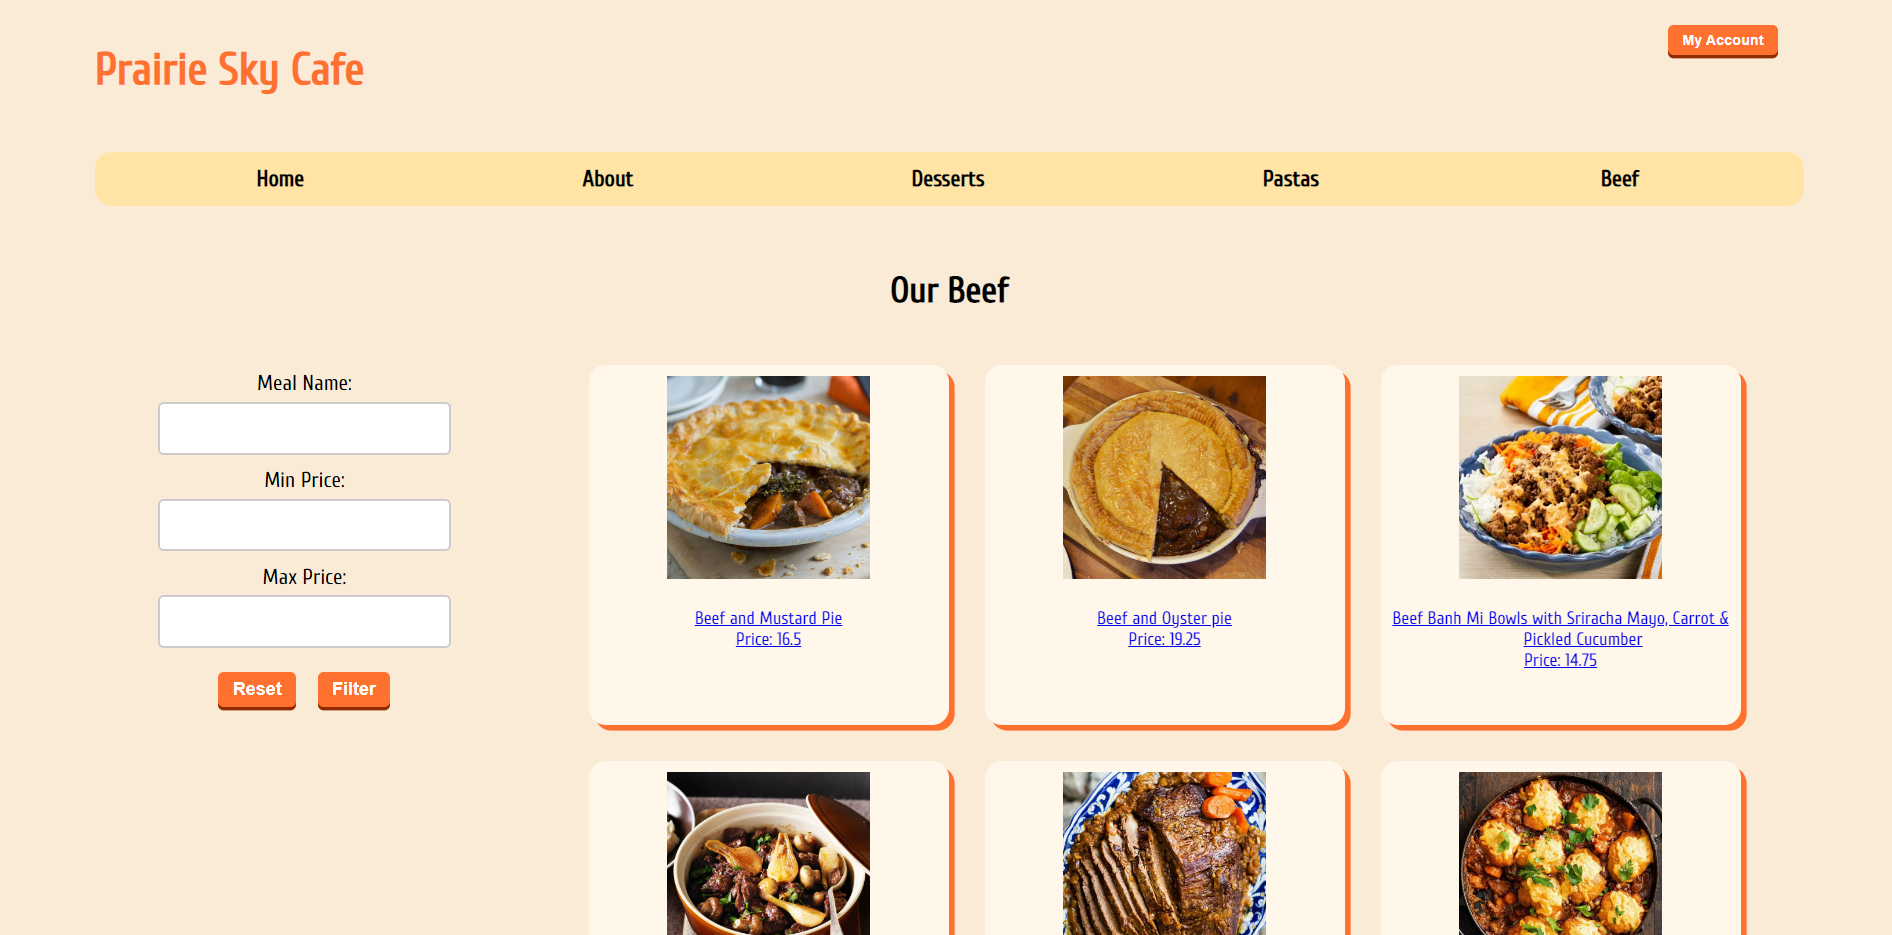 Prairie Sky Cafe
My Account
Home
About
Desserts
Pastas
Beef
Our Beef
Meal Name:
Min Price:
Max Price:
Reset
Filter
Beef and Mustard Pie
Price: 16.5
Beef and Oyster pie
Price: 19.25
Beef Banh Mi Bowls with Sriracha Mayo, Carrot &
Pickled Cucumber
Price: 14.75